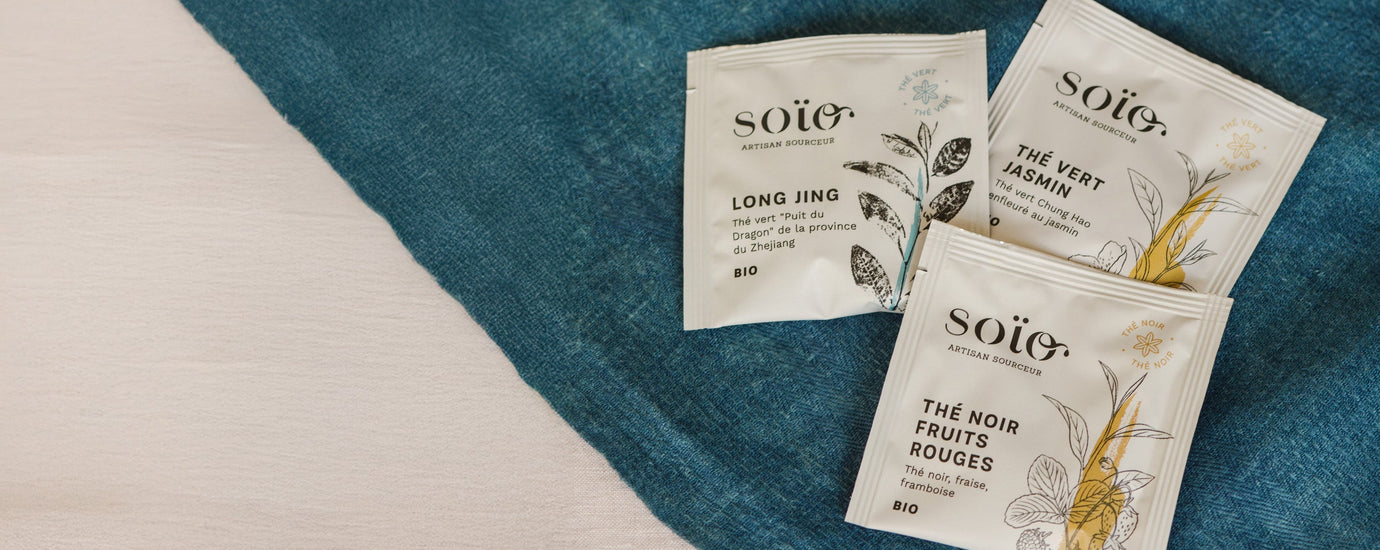 soïo
ARTISAN SOURCEUR
THÉ VERT
THÉ VERT
LONG JING
Thé vert "Puit du
Dragon" de la province
du Zhejiang
BIO
soïo
ARTISAN SOURCEUR
THÉ VERT
THÉ VERT
THÉ VERT
JASMIN
Thé vert Chung Hao
enfleuré au jasmin
soïo
ARTISAN SOURCEUR
THÉ NOIR
THÉ NOIR
THÉ NOIR
FRUITS
ROUGES
Thé noir, fraise,
framboise
BIO